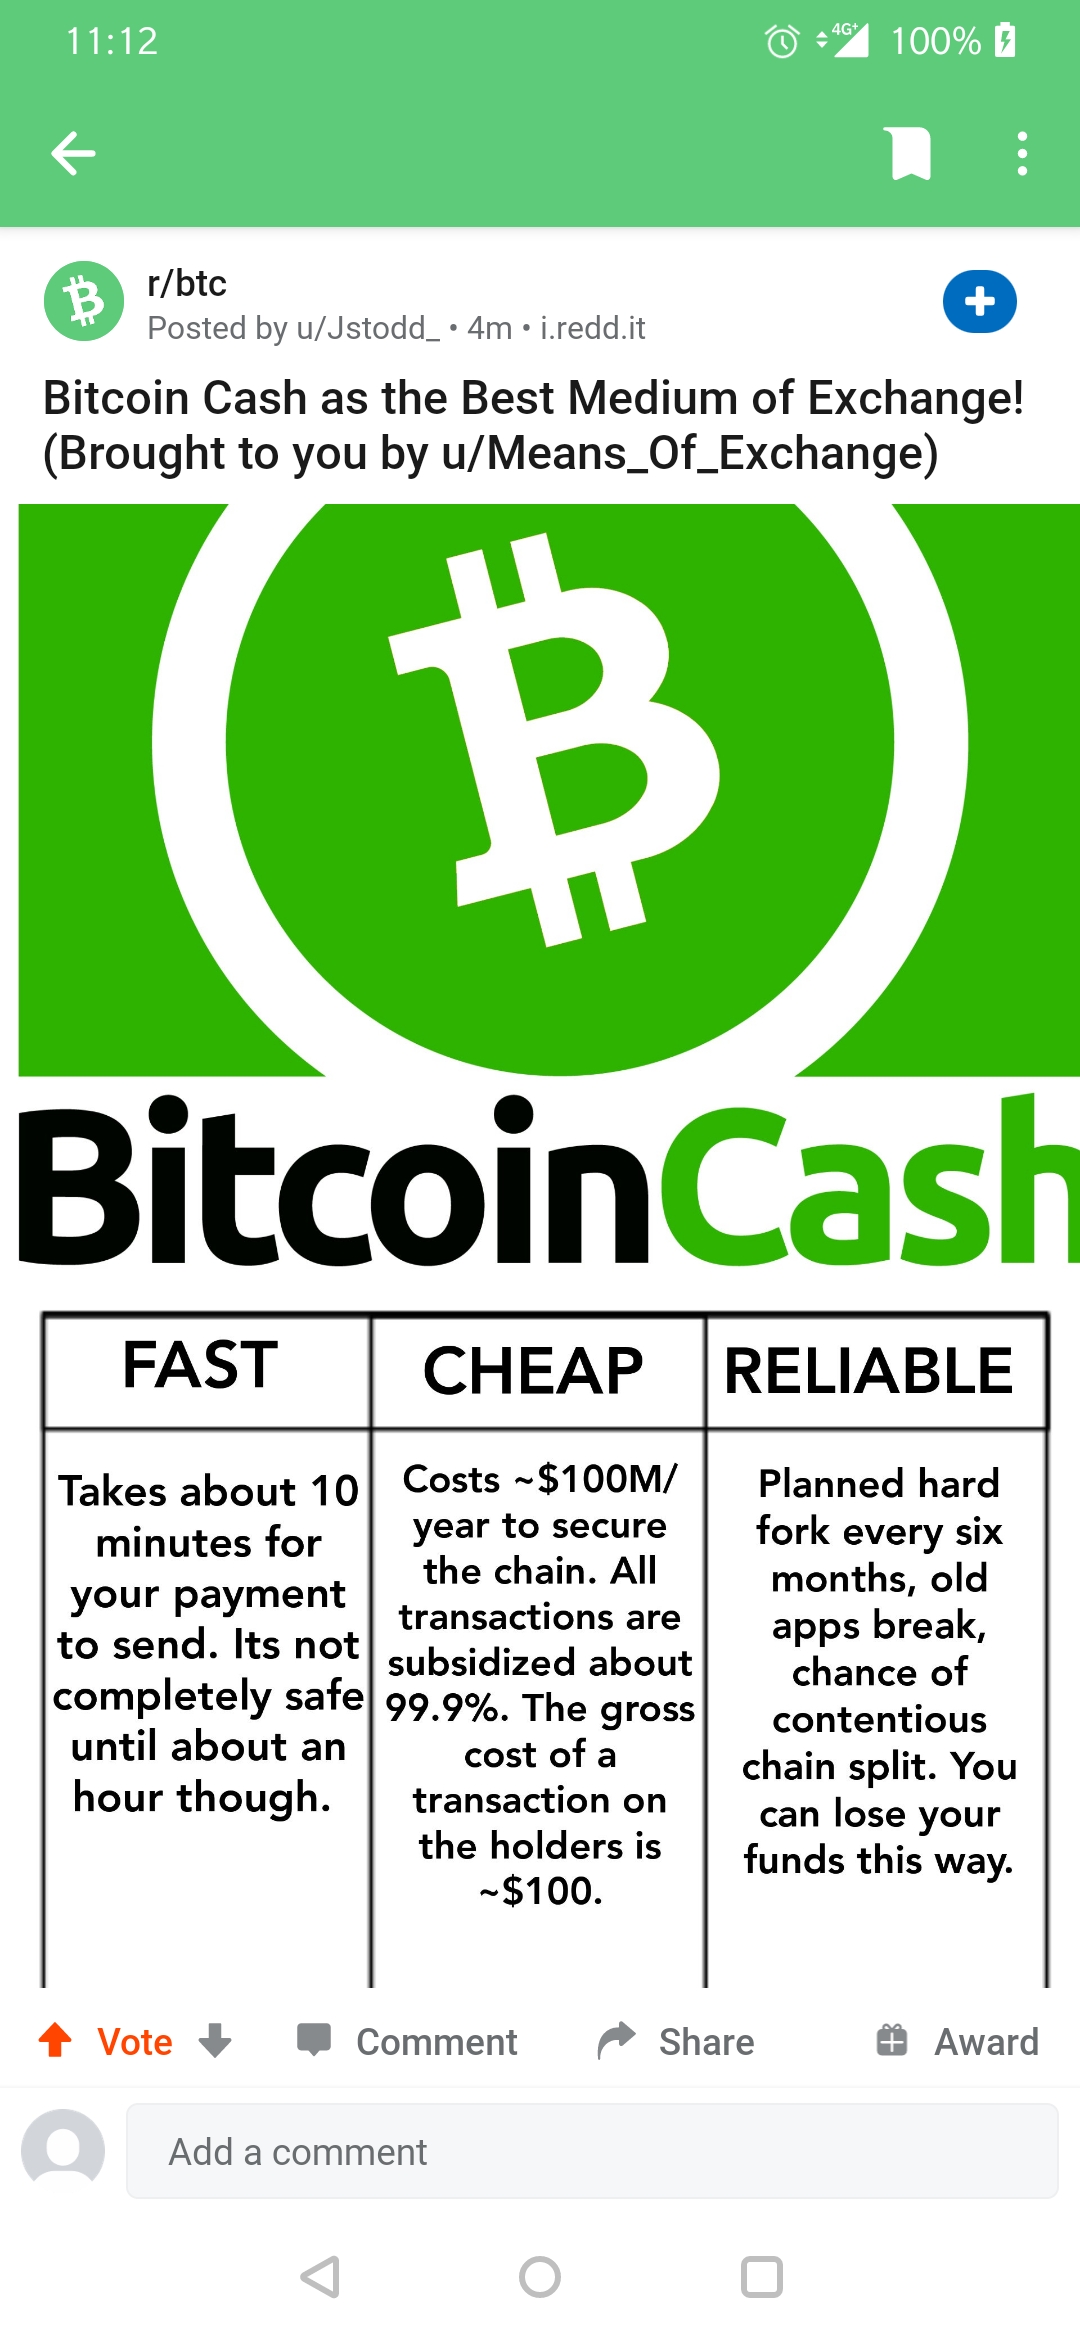 11:12
4G+ 100%
r/btc
Posted by u/Jstodd_ • 4m • i.redd.it
Bitcoin Cash as the Best Medium of Exchange!
(Brought to you by u/Means_Of_Exchange)
BitcoinCash
FAST
Takes about 10
minutes for
your payment
to send. Its not
completely safe
until about an
hour though.
CHEAP
Costs ~$100M/
year to secure
the chain. All
transactions are
subsidized about
99.9%. The gross
cost of a
transaction on
the holders is
~$100.
RELIABLE
Planned hard
fork every six
months, old
apps break,
chance of
contentious
chain split. You
can lose your
funds this way.
Vote
Comment
Share
Award
Add a comment